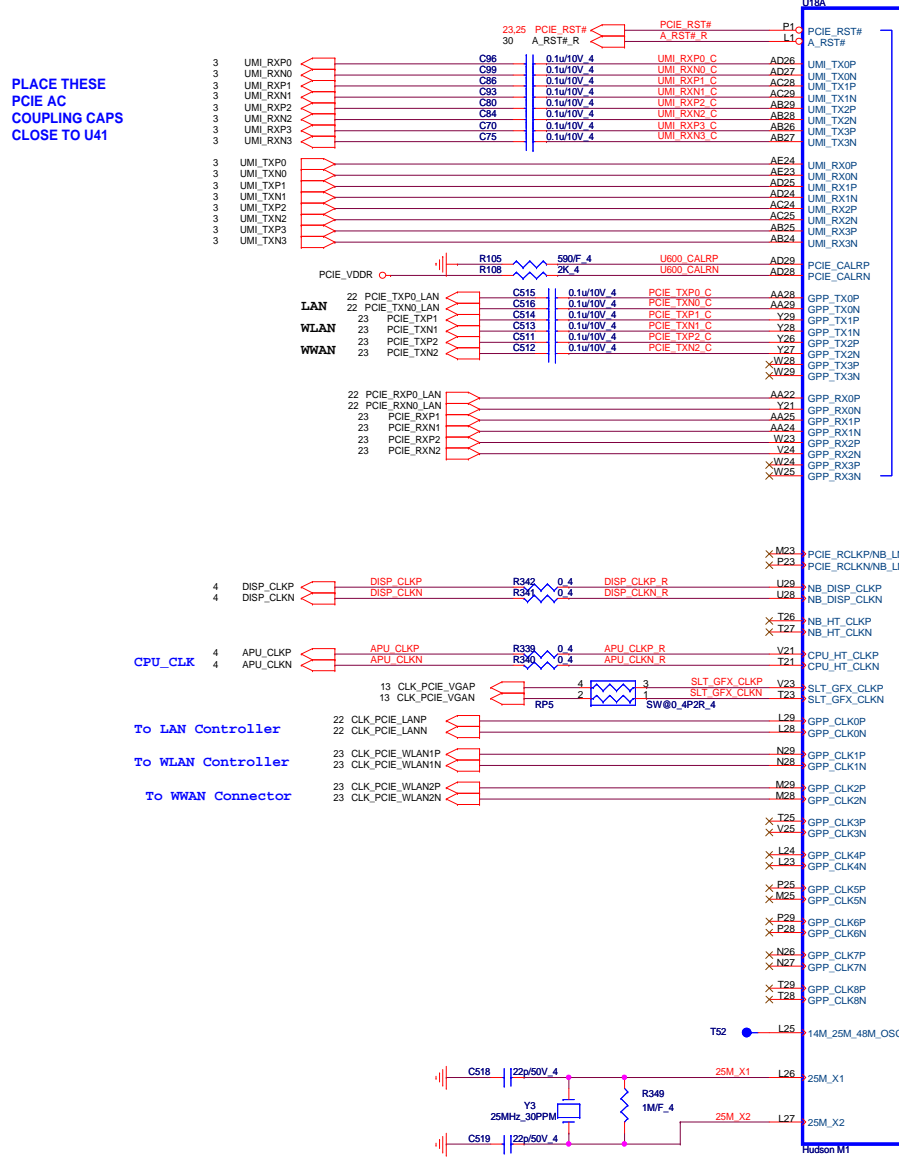 U18A
23,25 PCIE_RST# PCIE_RST# P1 PCIE_RST#
30 A_RST#_R A_RST#_R L1 A_RST#
PLACE THESE
PCIE AC
COUPLING CAPS
CLOSE TO U41
3 UMI_RXP0 C96 0.1u/10V_4 UMI_RXP0_C AD26 UMI_TX0P
3 UMI_RXN0 C99 0.1u/10V_4 UMI_RXN0_C AD27 UMI_TX0N
3 UMI_RXP1 C86 0.1u/10V_4 UMI_RXP1_C AC28 UMI_TX1P
3 UMI_RXN1 C93 0.1u/10V_4 UMI_RXN1_C AC29 UMI_TX1N
3 UMI_RXP2 C80 0.1u/10V_4 UMI_RXP2_C AB29 UMI_TX2P
3 UMI_RXN2 C84 0.1u/10V_4 UMI_RXN2_C AB28 UMI_TX2N
3 UMI_RXP3 C70 0.1u/10V_4 UMI_RXP3_C AB26 UMI_TX3P
3 UMI_RXN3 C75 0.1u/10V_4 UMI_RXN3_C AB27 UMI_TX3N
3 UMI_TXP0 AE24 UMI_RX0P
3 UMI_TXN0 AE23 UMI_RX0N
3 UMI_TXP1 AD25 UMI_RX1P
3 UMI_TXN1 AD24 UMI_RX1N
3 UMI_TXP2 AC24 UMI_RX2P
3 UMI_TXN2 AC25 UMI_RX2N
3 UMI_TXP3 AB25 UMI_RX3P
3 UMI_TXN3 AB24 UMI_RX3N
R105 590/F_4 U600_CALRP AD29 PCIE_CALRP
PCIE_VDDR R108 2K_4 U600_CALRN AD28 PCIE_CALRN
LAN
WLAN
WWAN
22 PCIE_TXP0_LAN C515 0.1u/10V_4 PCIE_TXP0_C AA28 GPP_TX0P
22 PCIE_TXN0_LAN C516 0.1u/10V_4 PCIE_TXN0_C AA29 GPP_TX0N
23 PCIE_TXP1 C514 0.1u/10V_4 PCIE_TXP1_C Y29 GPP_TX1P
23 PCIE_TXN1 C513 0.1u/10V_4 PCIE_TXN1_C Y28 GPP_TX1N
23 PCIE_TXP2 C511 0.1u/10V_4 PCIE_TXP2_C Y26 GPP_TX2P
23 PCIE_TXN2 C512 0.1u/10V_4 PCIE_TXN2_C Y27 GPP_TX2N
W28 GPP_TX3P
W29 GPP_TX3N
22 PCIE_RXP0_LAN AA22 GPP_RX0P
22 PCIE_RXN0_LAN Y21 GPP_RX0N
23 PCIE_RXP1 AA25 GPP_RX1P
23 PCIE_RXN1 AA24 GPP_RX1N
23 PCIE_RXP2 W23 GPP_RX2P
23 PCIE_RXN2 V24 GPP_RX2N
W24 GPP_RX3P
W25 GPP_RX3N
M23 PCIE_RCLKP/NB_L
P23 PCIE_RCLKN/NB_L
4 DISP_CLKP DISP_CLKP R342 0_4 DISP_CLKP_R U29 NB_DISP_CLKP
4 DISP_CLKN DISP_CLKN R341 0_4 DISP_CLKN_R U28 NB_DISP_CLKN
T26 NB_HT_CLKP
T27 NB_HT_CLKN
CPU_CLK
4 APU_CLKP APU_CLKP R339 0_4 APU_CLKP_R V21 CPU_HT_CLKP
4 APU_CLKN APU_CLKN R340 0_4 APU_CLKN_R T21 CPU_HT_CLKN
13 CLK_PCIE_VGAP 4 3 SLT_GFX_CLKP V23 SLT_GFX_CLKP
13 CLK_PCIE_VGAN 2 1 SLT_GFX_CLKN T23 SLT_GFX_CLKN
RP5 SW@0_4P2R_4
To LAN Controller
22 CLK_PCIE_LANP L29 GPP_CLK0P
22 CLK_PCIE_LANN L28 GPP_CLK0N
To WLAN Controller
23 CLK_PCIE_WLAN1P N29 GPP_CLK1P
23 CLK_PCIE_WLAN1N N28 GPP_CLK1N
To WWAN Connector
23 CLK_PCIE_WLAN2P M29 GPP_CLK2P
23 CLK_PCIE_WLAN2N M28 GPP_CLK2N
T25 GPP_CLK3P
V25 GPP_CLK3N
L24 GPP_CLK4P
L23 GPP_CLK4N
P25 GPP_CLK5P
M25 GPP_CLK5N
P29 GPP_CLK6P
P28 GPP_CLK6N
N26 GPP_CLK7P
N27 GPP_CLK7N
T29 GPP_CLK8P
T28 GPP_CLK8N
T52 L25 14M_25M_48M_OSC
C518 22p/50V_4 25M_X1 L26 25M_X1
R349
1M/F_4
Y3
25MHz_30PPM
25M_X2 L27 25M_X2
C519 22p/50V_4
Hudson M1